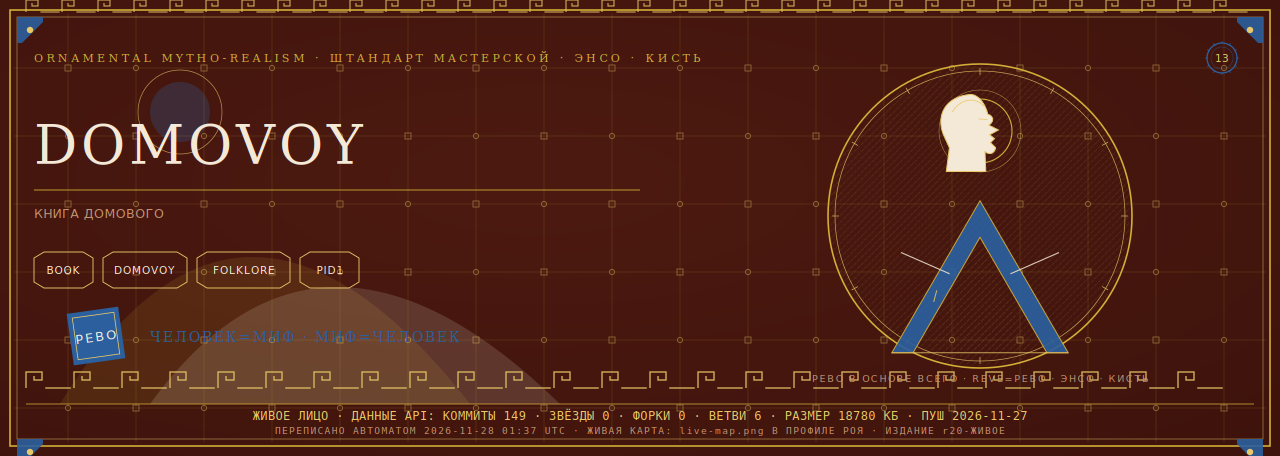 ORNAMENTAL MYTHO-REALISM · ШТАНДАРТ МАСТЕРСКОЙ · ЭНСО · КИСТЬ
13
DOMOVOY
КНИГА ДОМОВОГО
BOOK DOMOVOY FOLKLORE PID1
РЕВО
ЧЕЛОВЕК=МИФ · МИФ=ЧЕЛОВЕК
РЕВО В ОСНОВЕ ВСЕГО · REVE=РЕВО · ЭНСО · КИСТЬ
ЖИВОЕ ЛИЦО · ДАННЫЕ API: КОММИТЫ 149 · ЗВЁЗДЫ 0 · ФОРКИ 0 · ВЕТВИ 6 · РАЗМЕР 18780 КБ · ПУШ 2026-11-27
ПЕРЕПИСАНО АВТОМАТОМ 2026-11-28 01:37 UTC · ЖИВАЯ КАРТА: live-map.png В ПРОФИЛЕ РОЯ · ИЗДАНИЕ r20-ЖИВОЕ